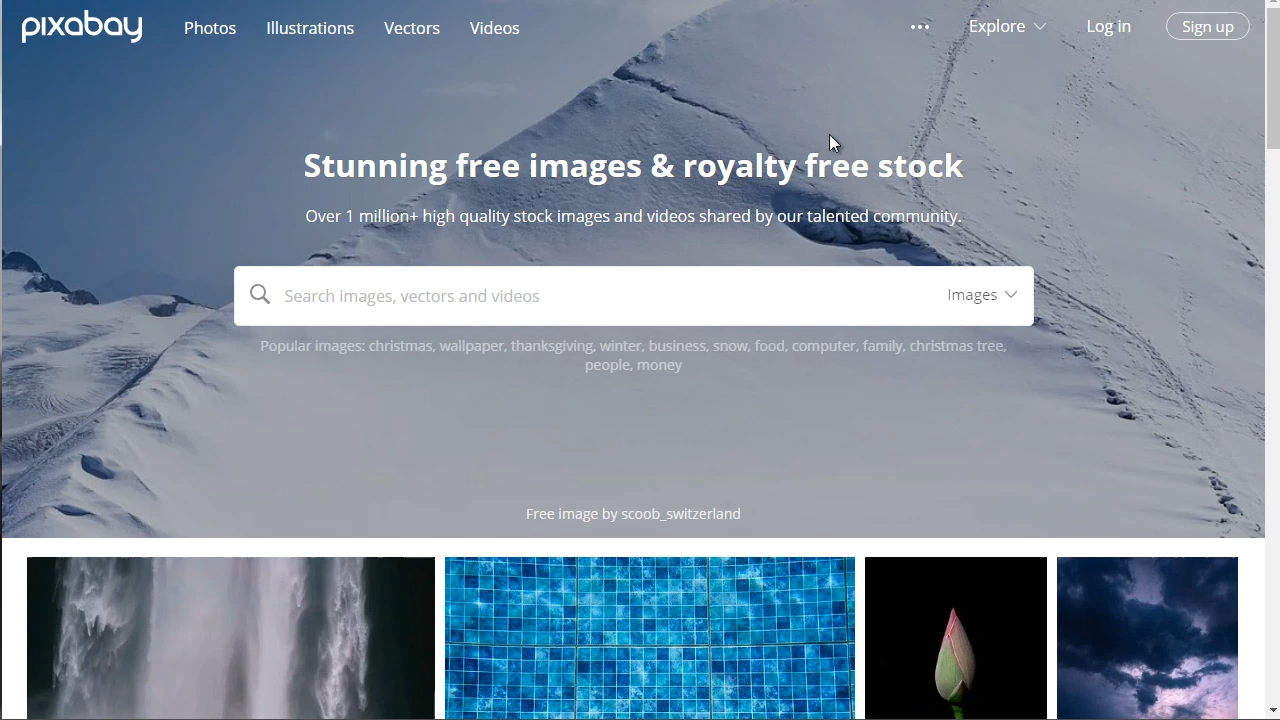 pixabay
Photos Illustrations Vectors Videos
Explore Log in Sign up
Stunning free images & royalty free stock
Over 1 million+ high quality stock images and videos shared by our talented community.
Search images, vectors and videos Images
Popular images: christmas, wallpaper, thanksgiving, winter, business, snow, food, computer, family, christmas tree,
people, money
Free image by scoob_switzerland